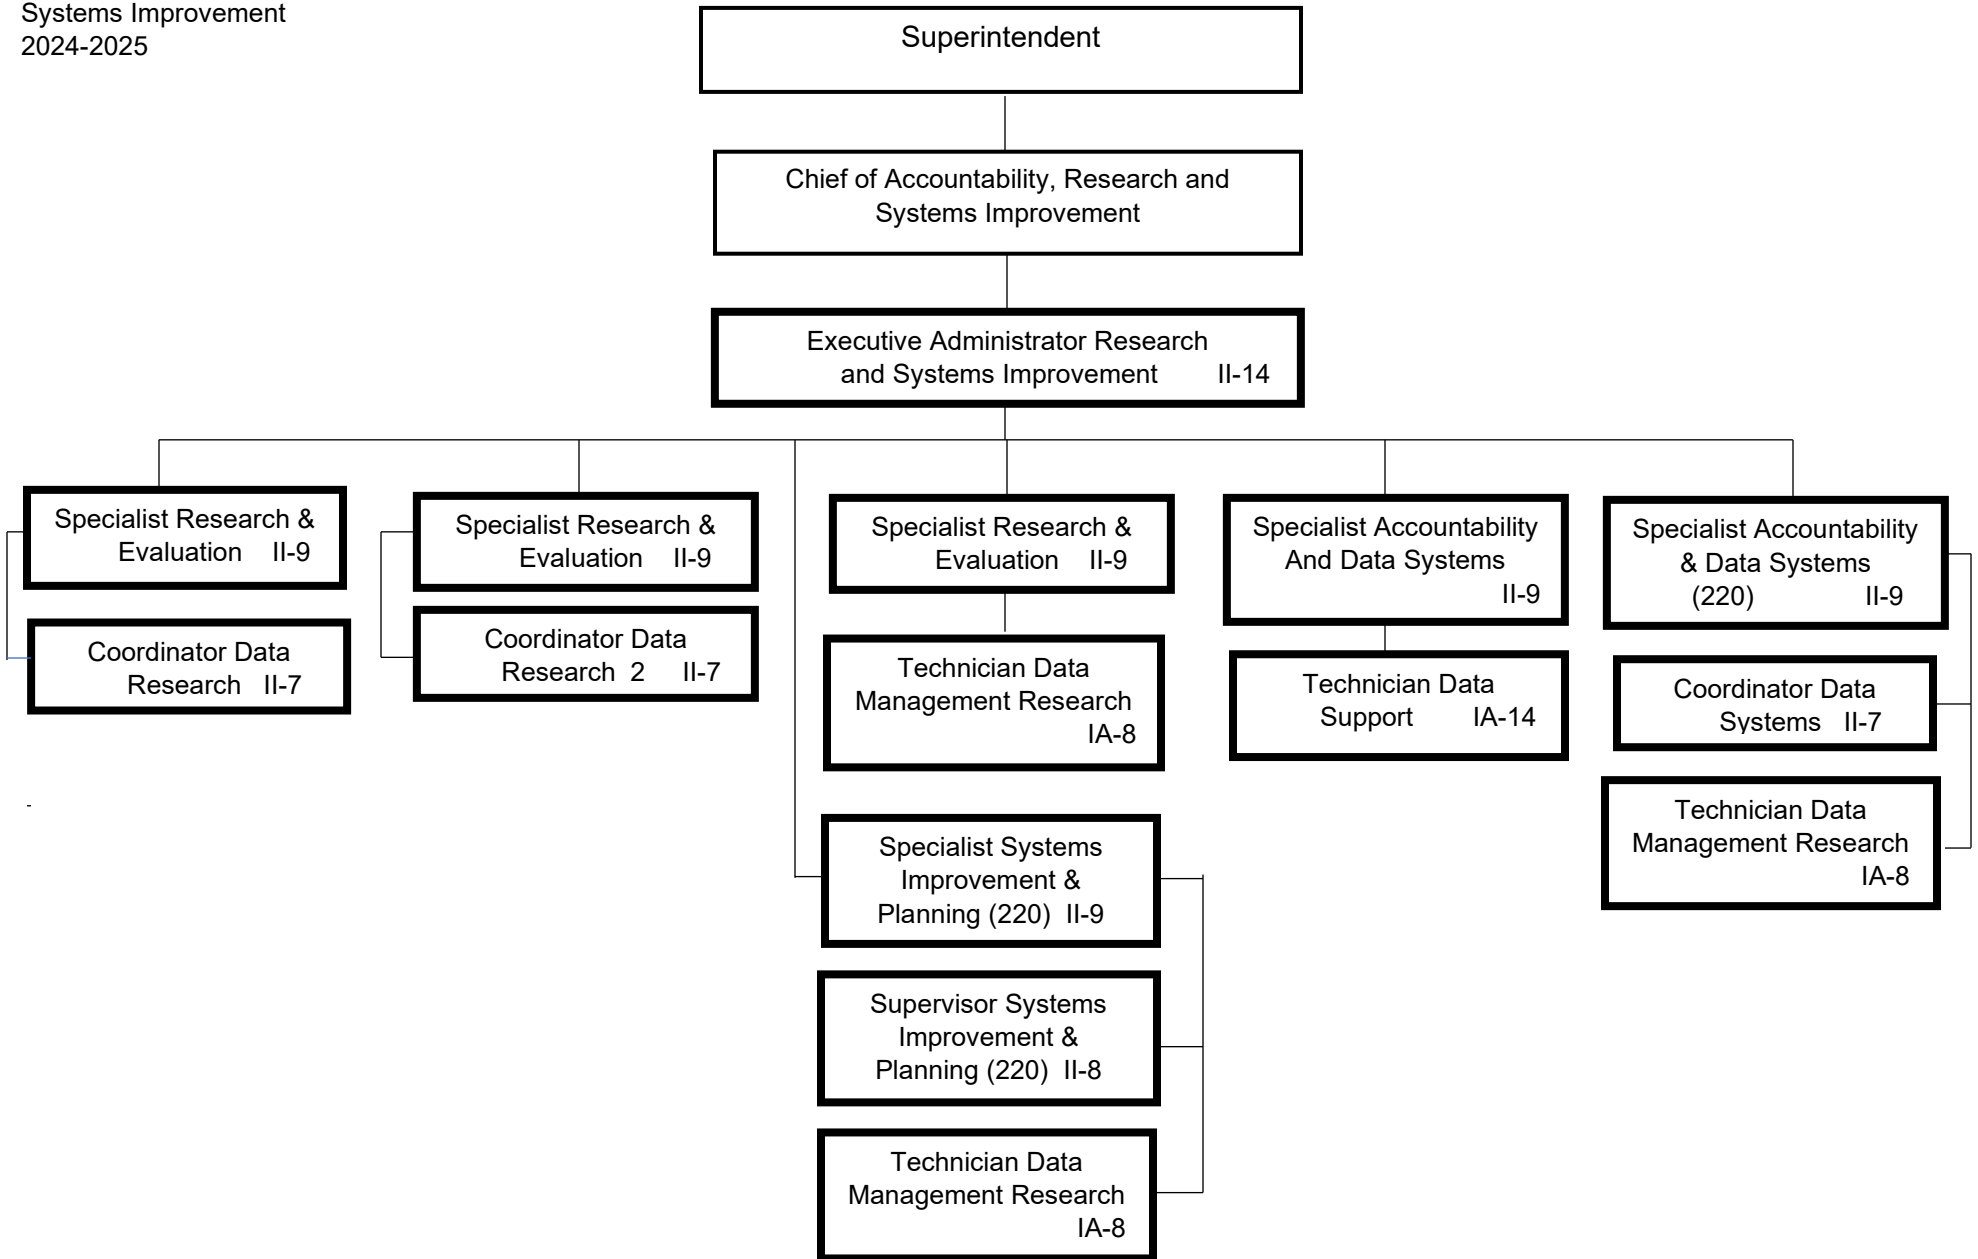 Systems Improvement
2024-2025
Superintendent
Chief of Accountability, Research and
Systems Improvement
Executive Administrator Research
and Systems Improvement II-14
Specialist Research &
Evaluation II-9
Coordinator Data
Research II-7
Specialist Research &
Evaluation II-9
Coordinator Data
Research 2 II-7
Specialist Research &
Evaluation II-9
Technician Data
Management Research
IA-8
Specialist Systems
Improvement &
Planning (220) II-9
Supervisor Systems
Improvement &
Planning (220) II-8
Technician Data
Management Research
IA-8
Specialist Accountability
And Data Systems
II-9
Technician Data
Support IA-14
Specialist Accountability
& Data Systems
(220) II-9
Coordinator Data
Systems II-7
Technician Data
Management Research
IA-8
-